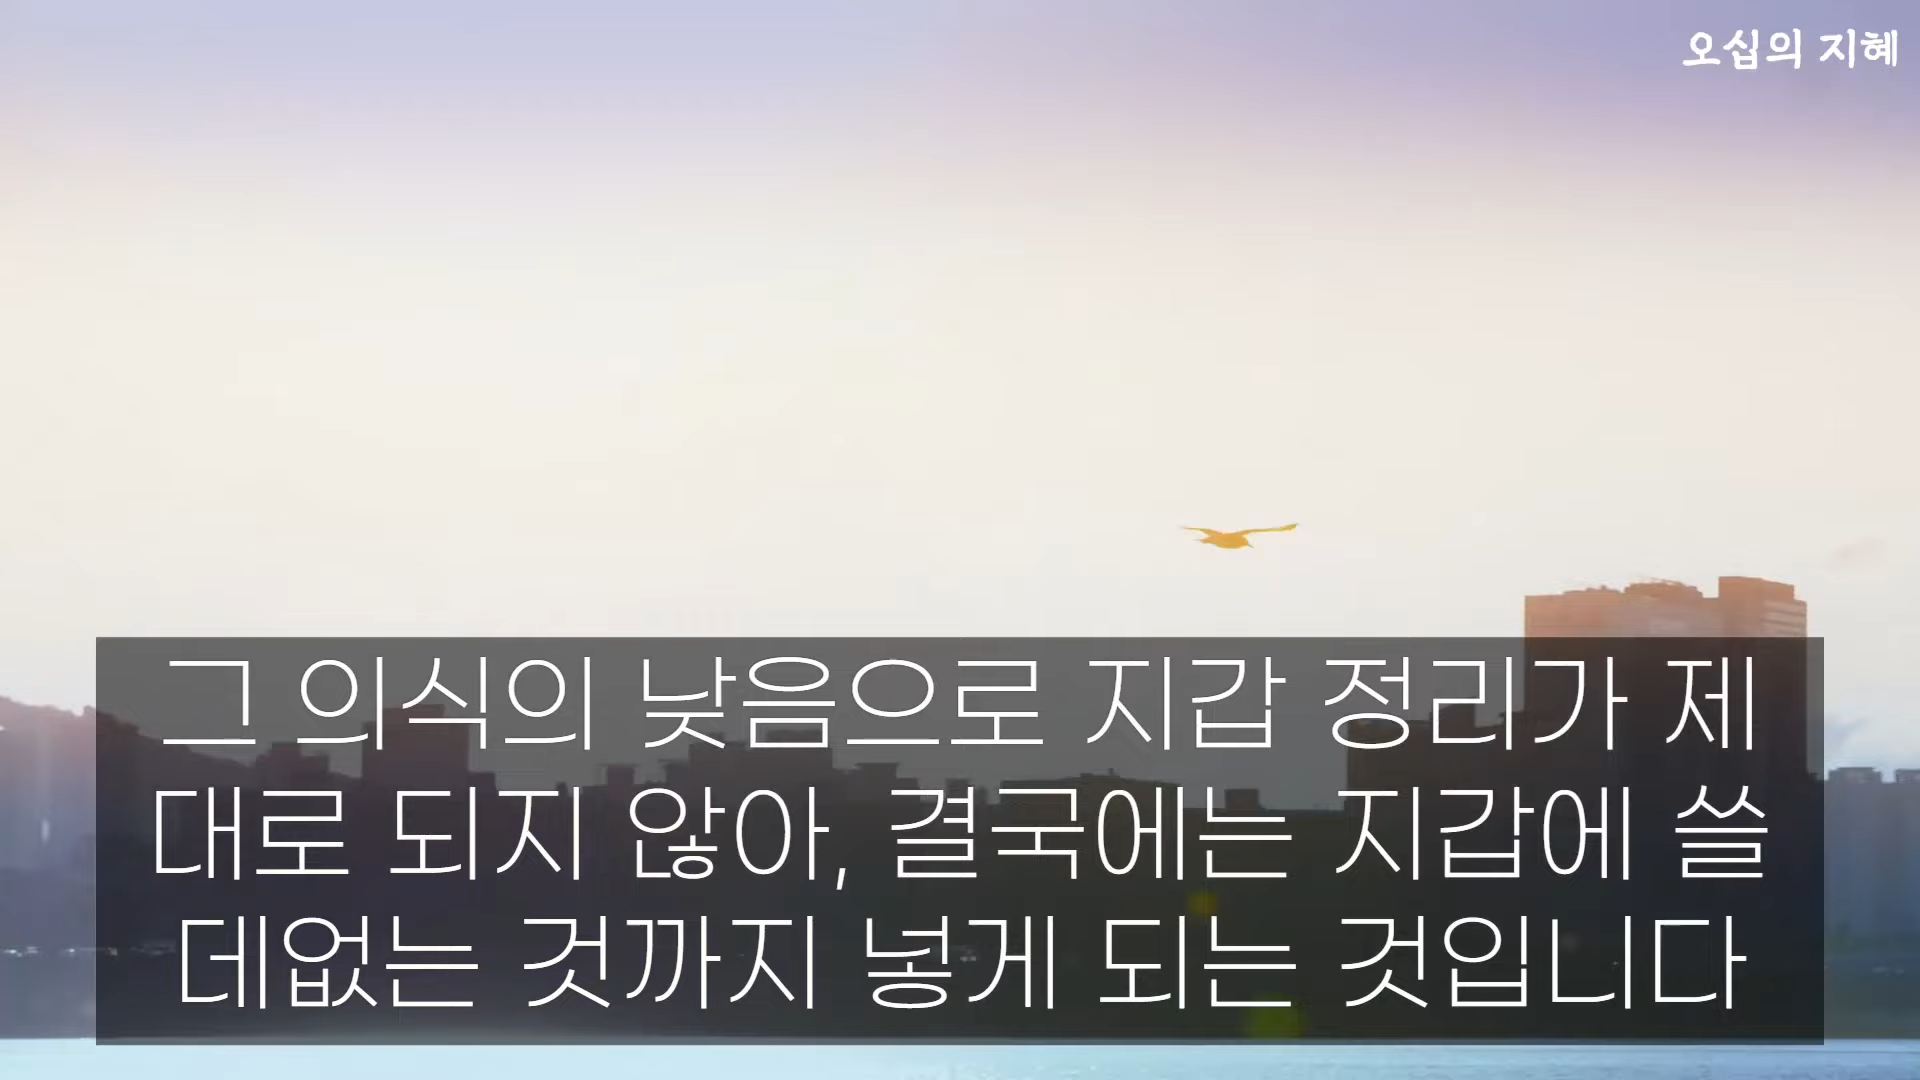 오십의 지혜
그 의식의 낮음으로 지갑 정리가 제
대로 되지 않아, 결국에는 지갑에 쓸
데없는 것까지 넣게 되는 것입니다